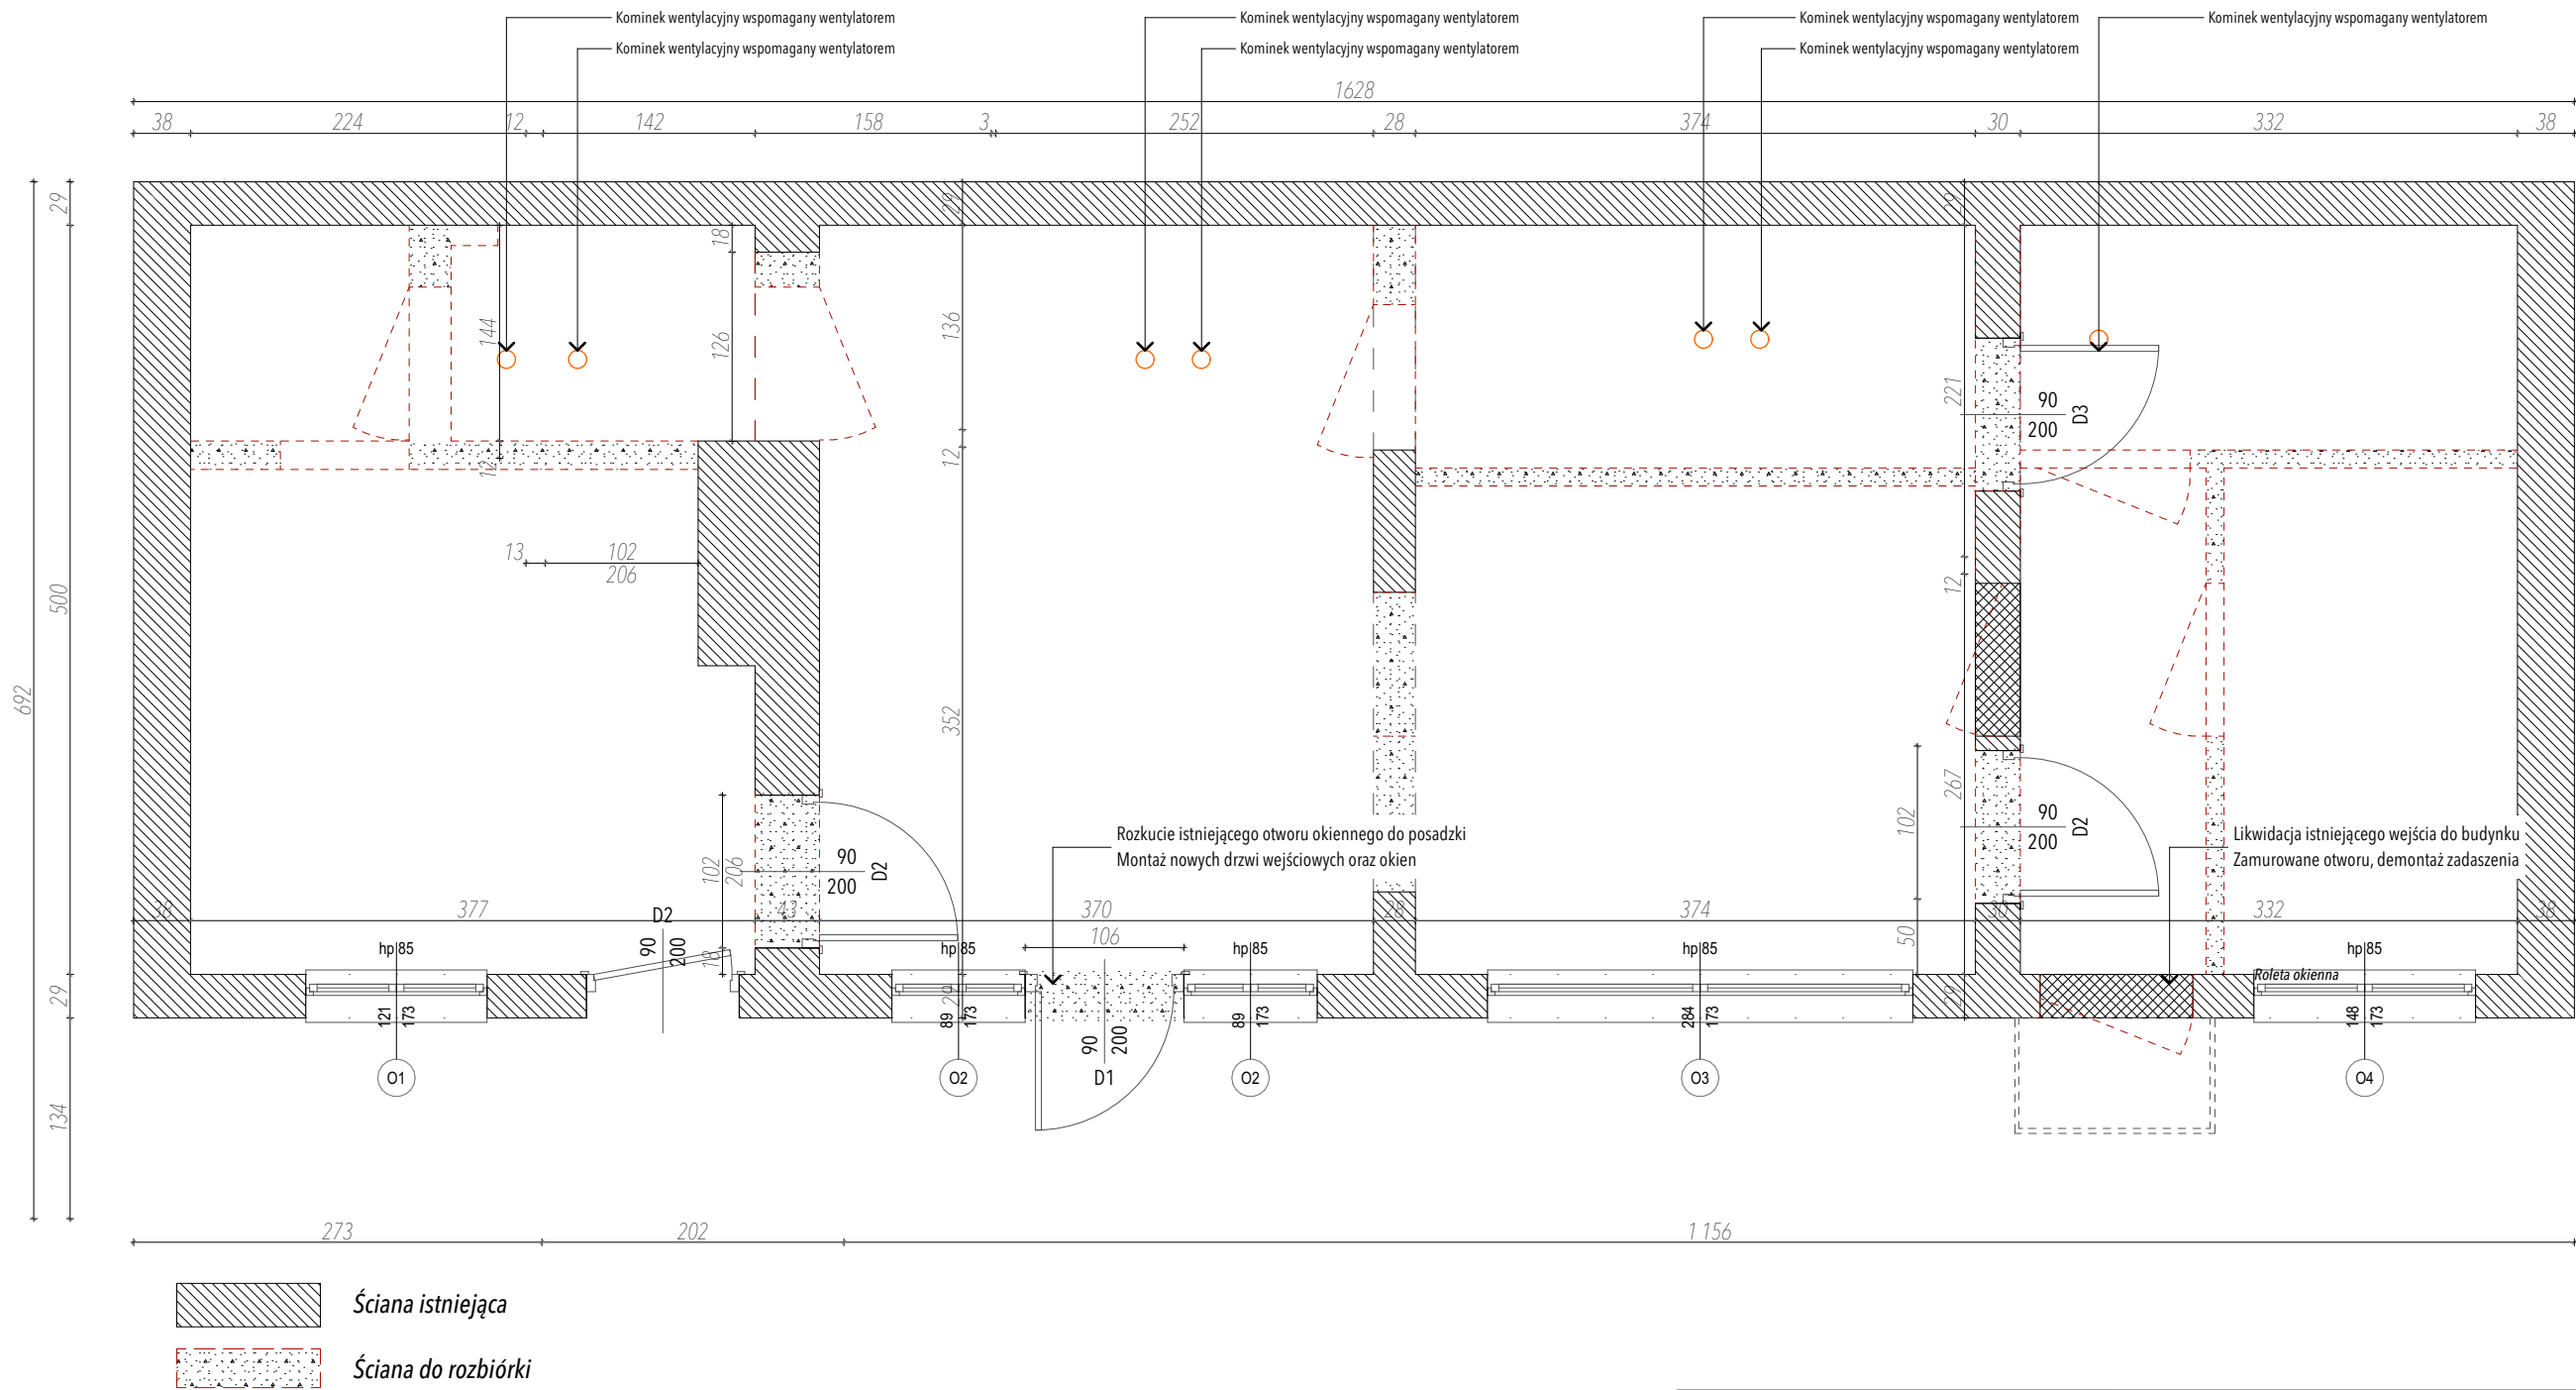 Kominek wentylacyjny wspomagany wentylatorem
Kominek wentylacyjny wspomagany wentylatorem
Kominek wentylacyjny wspomagany wentylatorem
Kominek wentylacyjny wspomagany wentylatorem
Kominek wentylacyjny wspomagany wentylatorem
Kominek wentylacyjny wspomagany wentylatorem
Kominek wentylacyjny wspomagany wentylatorem
1628
38 224 12 142 158 3 252 28 374 30 332 38
29
500
29
134
692
144
12
18
126
29
136
12
352
29
29
221
12
267
29
13 102
206
90
200
D3
90
200
D2
102
50
102
206
18
90
200
D2
Rozkucie istniejącego otworu okiennego do posadzki
Montaż nowych drzwi wejściowych oraz okien
Likwidacja istniejącego wejścia do budynku
Zamurowane otworu, demontaż zadaszenia
38 377 43 370 28 374 30 332 38
D2
90
200
106
hp 85
hp 85
hp 85
hp 85
hp 85
Roleta okienna
121
173
89
173
89
173
284
173
148
173
90
200
D1
O1
O2
O2
O3
O4
273 202 1 156
Ściana istniejąca
Ściana do rozbiórki